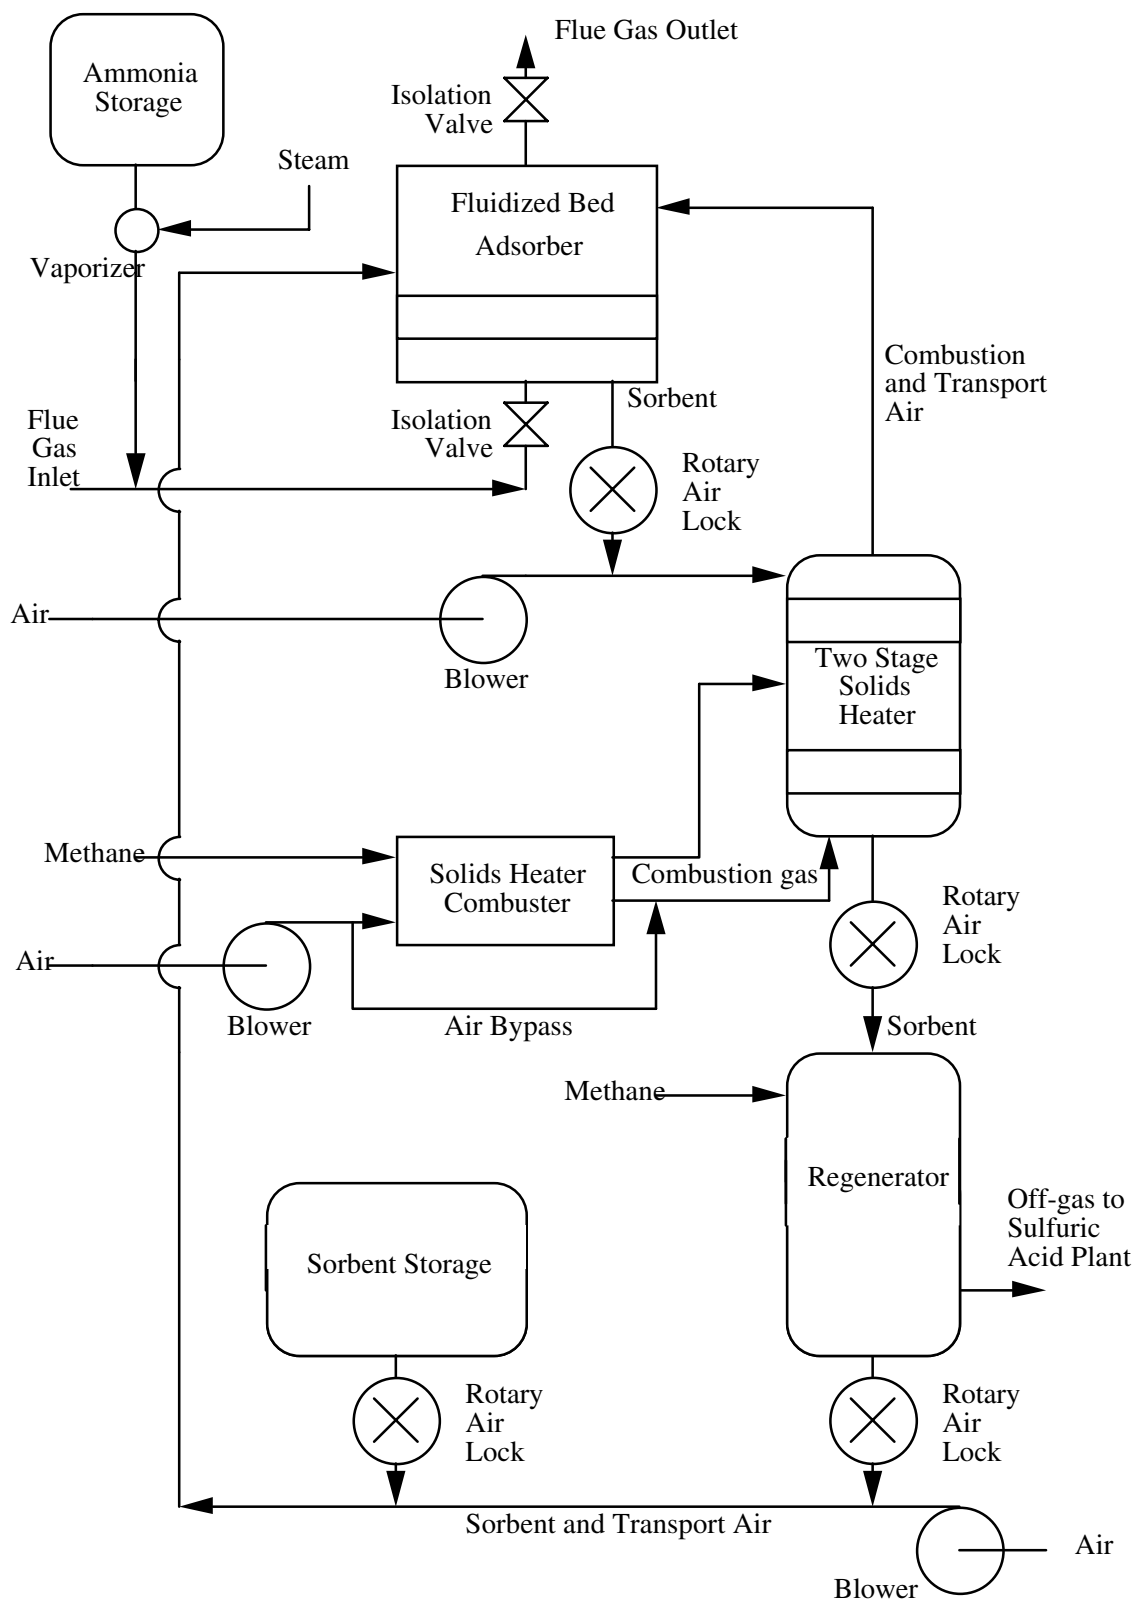 Flue Gas Outlet
Ammonia
Storage
Isolation
Valve
Steam
Fluidized Bed
Adsorber
Vaporizer
Combustion
and Transport
Air
Sorbent
Flue
Gas
Inlet
Isolation
Valve
Rotary
Air
Lock
Air
Blower
Two Stage
Solids
Heater
Methane
Solids Heater
Combuster
Combustion gas
Rotary
Air
Lock
Air
Blower
Air Bypass
Sorbent
Methane
Regenerator
Off-gas to
Sulfuric
Acid Plant
Sorbent Storage
Rotary
Air
Lock
Rotary
Air
Lock
Sorbent and Transport Air
Air
Blower